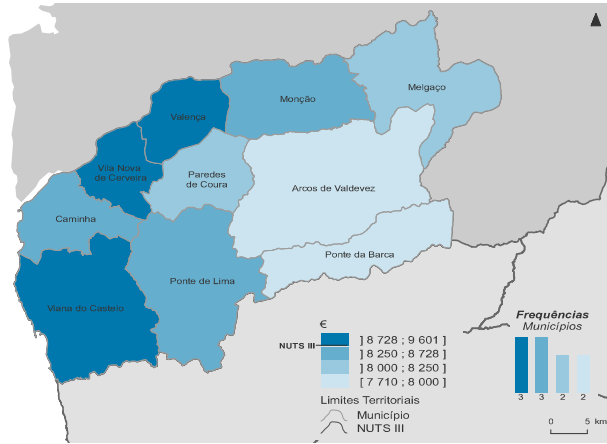 Melgaço
Monção
Valença
Vila Nova
de Cerveira
Paredes
de Coura
Arcos de Valdevez
Caminha
Ponte da Barca
Ponte de Lima
Viana do Castelo
€
NUTS III
] 8 728 ; 9 601 ]
] 8 250 ; 8 728 ]
] 8 000 ; 8 250 ]
[ 7 710 ; 8 000 ]
Limites Territoriais
Município
NUTS III
Frequências
Municípios
3 3 2 2
0 5 km